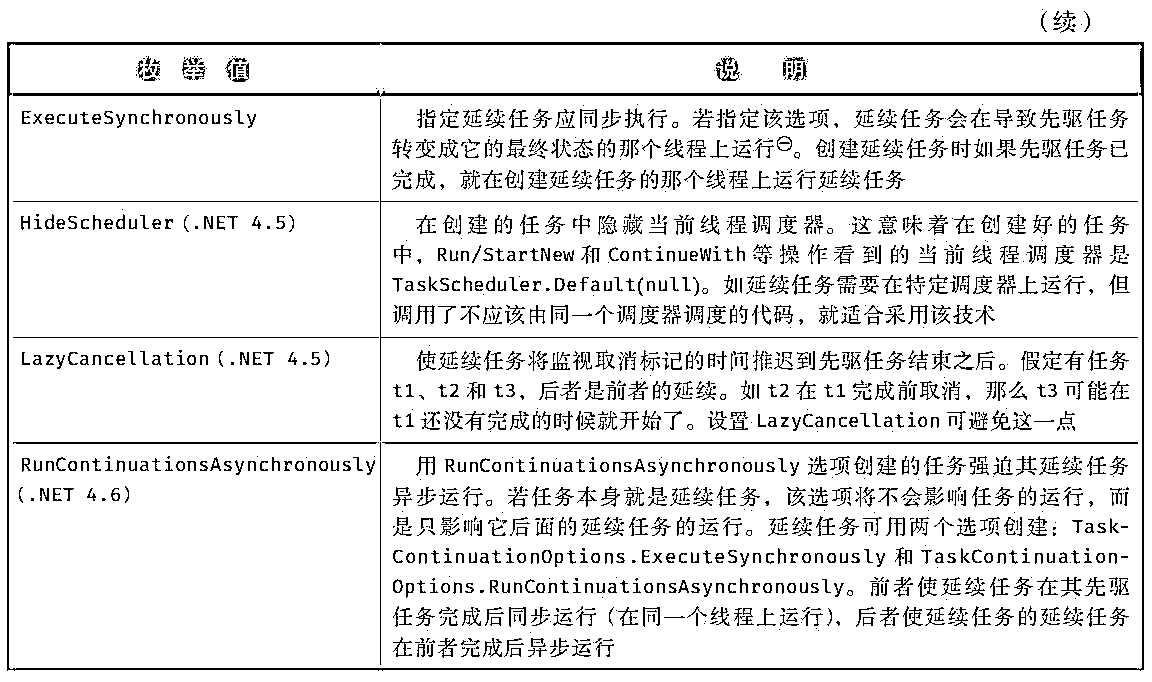 (续)
枚 举 值 说 明
ExecuteSynchronously
指定延续任务应同步执行。若指定该选项，延续任务会在导致先驱任务
转变成它的最终状态的那个线程上运行㊀。创建延续任务时如果先驱任务已
完成，就在创建延续任务的那个线程上运行延续任务
HideScheduler (.NET 4.5)
在创建的任务中隐藏当前线程调度器。这意味着在创建好的任务
中，Run/StartNew 和 ContinueWith 等操作看到的当前线程调度器是
TaskScheduler.Default(null)。如延续任务需要在特定调度器上运行，但
调用了不应该由同一个调度器调度的代码，就适合采用该技术
LazyCancellation (.NET 4.5)
使延续任务将监视取消标记的时间推迟到先驱任务结束之后。假定有任务
t1、t2 和 t3，后者是前者的延续。如 t2 在 t1 完成前取消，那么 t3 可能在
t1 还没有完成的时候就开始了。设置 LazyCancellation 可避免这一点
RunContinuationsAsynchronously
(.NET 4.6)
用 RunContinuationsAsynchronously 选项创建的任务强迫其延续任务
异步运行。若任务本身就是延续任务，该选项将不会影响任务的运行，而
是只影响它后面的延续任务的运行。延续任务可用两个选项创建：Task-
ContinuationOptions.ExecuteSynchronously 和 TaskContinuation-
Options.RunContinuationsAsynchronously。前者使延续任务在其先驱
任务完成后同步运行（在同一个线程上运行），后者使延续任务的延续任务
在前者完成后异步运行